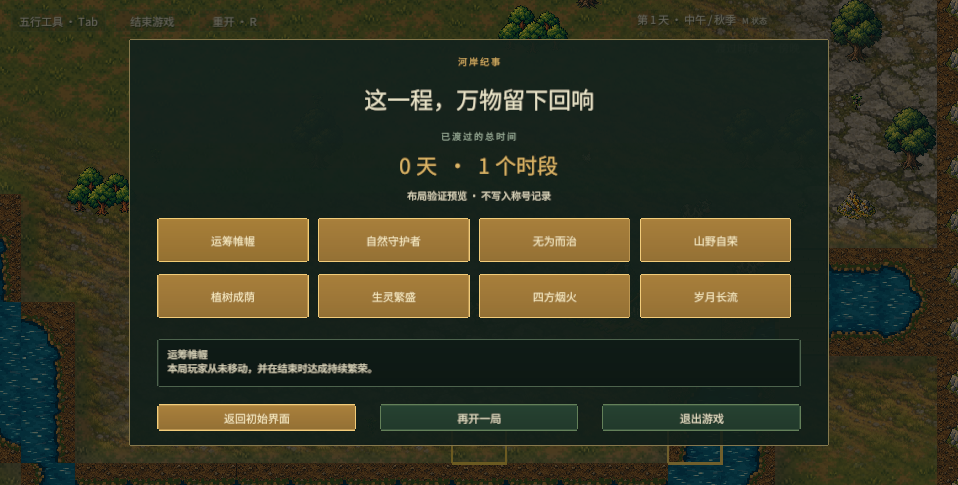 五行工具 · Tab 结束游戏 重开 · R 第1天 · 中午/秋季 M 状态
河岸纪事
这一程，万物留下回响
已渡过的总时间
0 天 · 1 个时段
布局验证预览 · 不写入称号记录
运筹帷幄 自然守护者 无为而治 山野自荣
植树成荫 生灵繁盛 四方烟火 岁月长流
运筹帷幄
本局玩家从未移动，并在结束时达成持续繁荣。
返回初始界面 再开一局 退出游戏